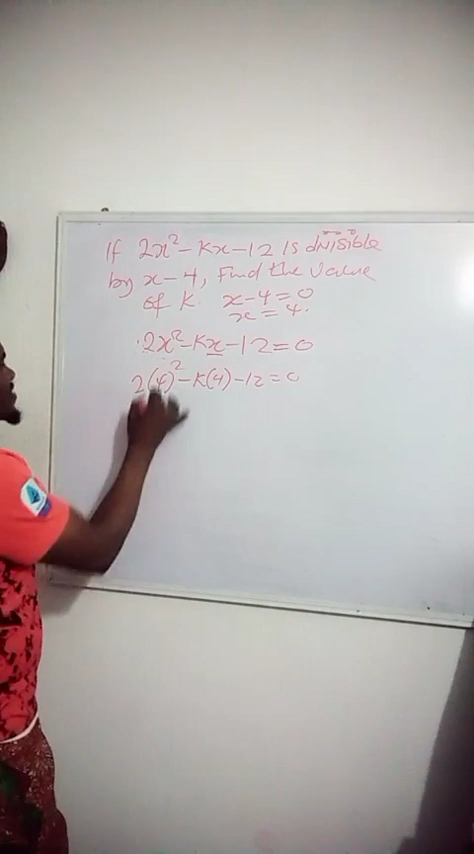 If 2x² - Kx - 12 Is divisible
by x - 4, Find the Value
of K. x - 4 = 0
x = 4.
2x² - Kx - 12 = 0
2(4)² - K(4) - 12 = 0